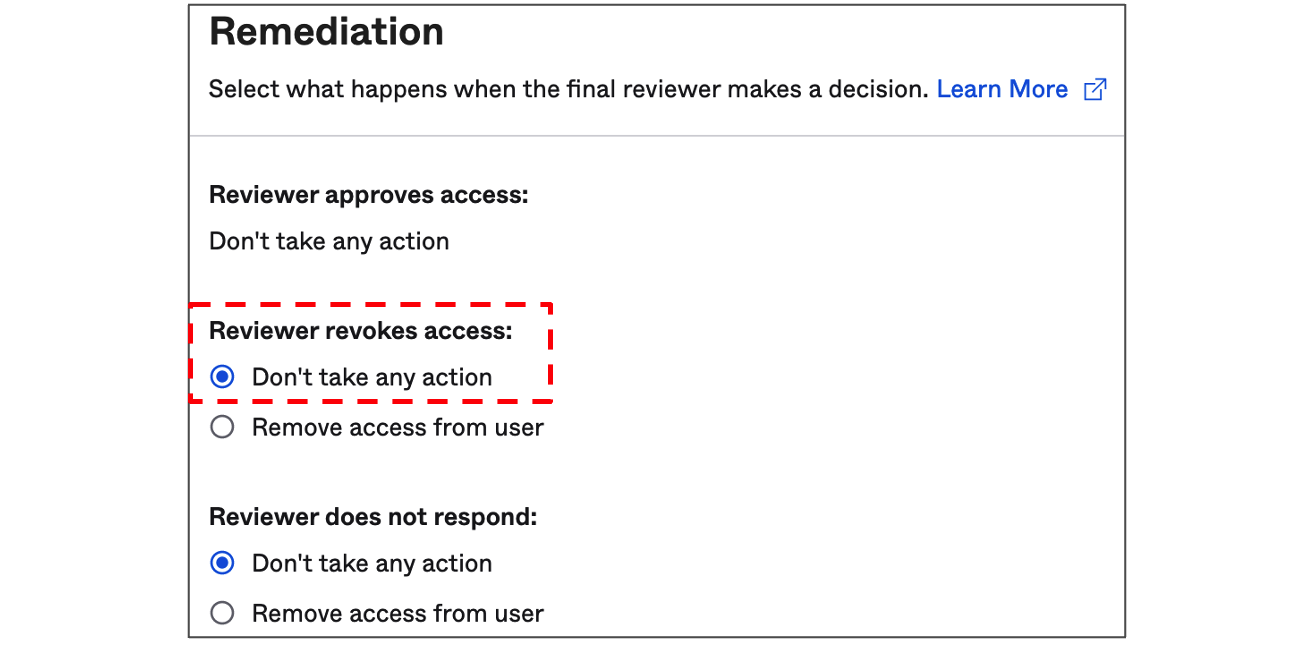 Remediation
Select what happens when the final reviewer makes a decision. Learn More
Reviewer approves access:
Don't take any action
Reviewer revokes access:
Don't take any action
Remove access from user
Reviewer does not respond:
Don't take any action
Remove access from user